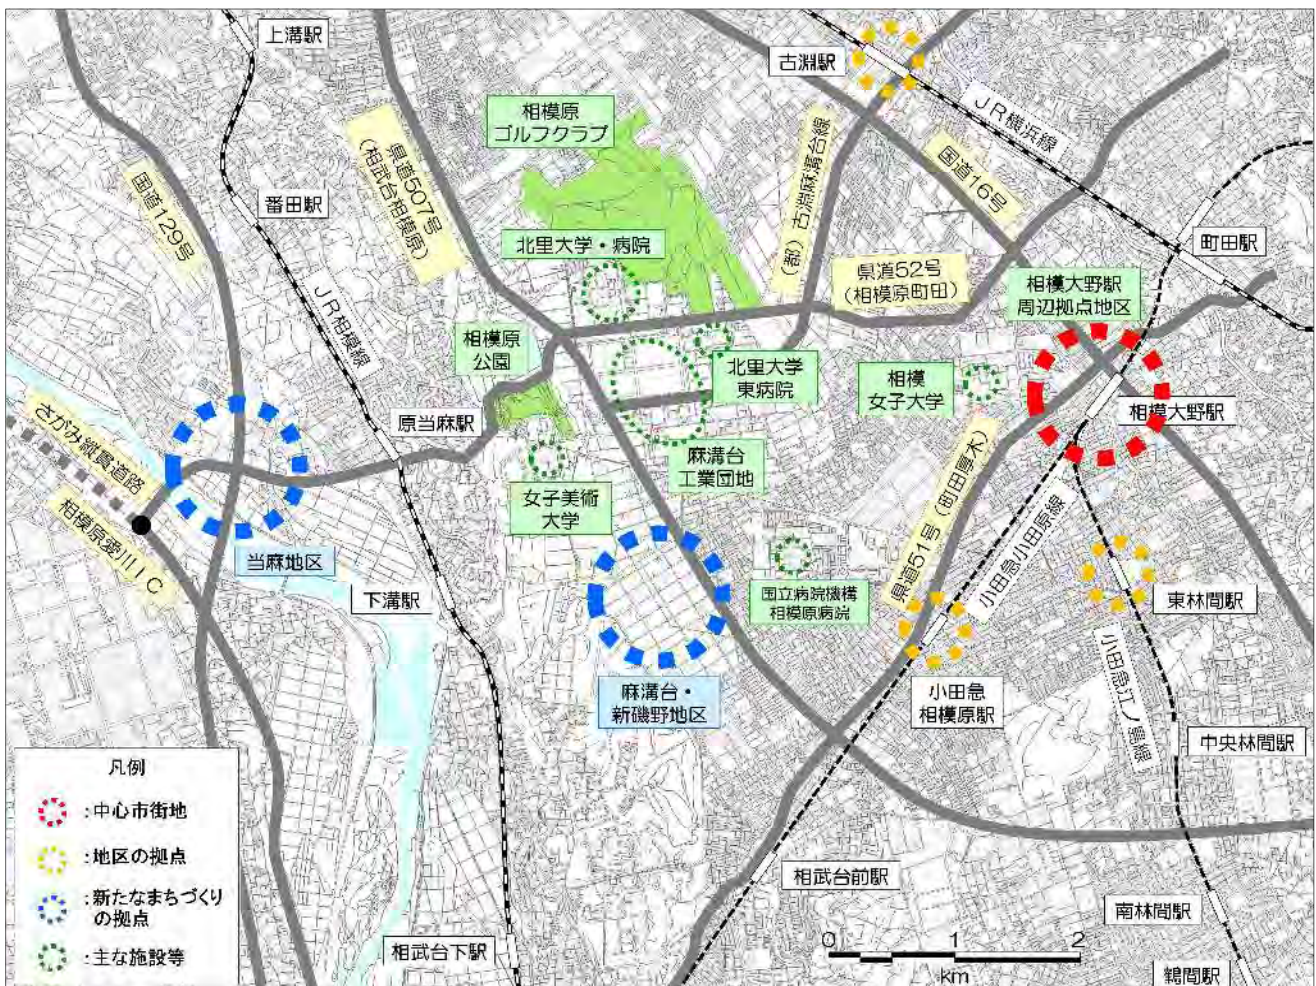 上溝駅
古淵駅
相模原
ゴルフクラブ
JR横浜線
県道507号
(相武台相模原)
(都)古淵麻溝台線
国道16号
国道129号
番田駅
北里大学・病院
町田駅
県道52号
(相模原町田)
相模大野駅
周辺拠点地区
JR相模線
相模原
公園
北里大学
東病院
相模
女子大学
相模大野駅
原当麻駅
さがみ縦貫道路
麻溝台
工業団地
女子美術
大学
県道51号(町田厚木)
小田急小田原線
相模原愛川IC
当麻地区
下溝駅
国立病院機構
相模原病院
東林間駅
小田急江ノ島線
麻溝台・
新磯野地区
小田急
相模原駅
中央林間駅
凡例
:中心市街地
:地区の拠点
:新たなまちづくり
の拠点
:主な施設等
相武台前駅
南林間駅
相武台下駅
0 1 2
km
鶴間駅